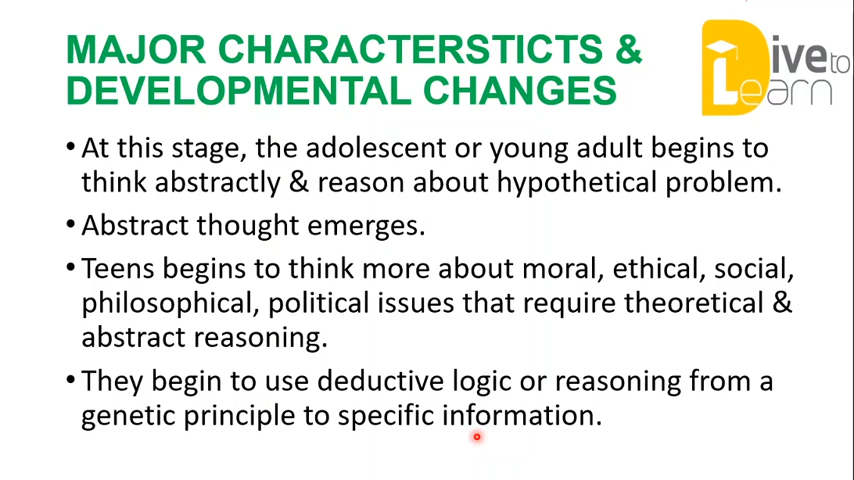 MAJOR CHARACTERSTICTS &
DEVELOPMENTAL CHANGES
Dive to
Learn
• At this stage, the adolescent or young adult begins to
think abstractly & reason about hypothetical problem.
• Abstract thought emerges.
• Teens begins to think more about moral, ethical, social,
philosophical, political issues that require theoretical &
abstract reasoning.
• They begin to use deductive logic or reasoning from a
genetic principle to specific information.